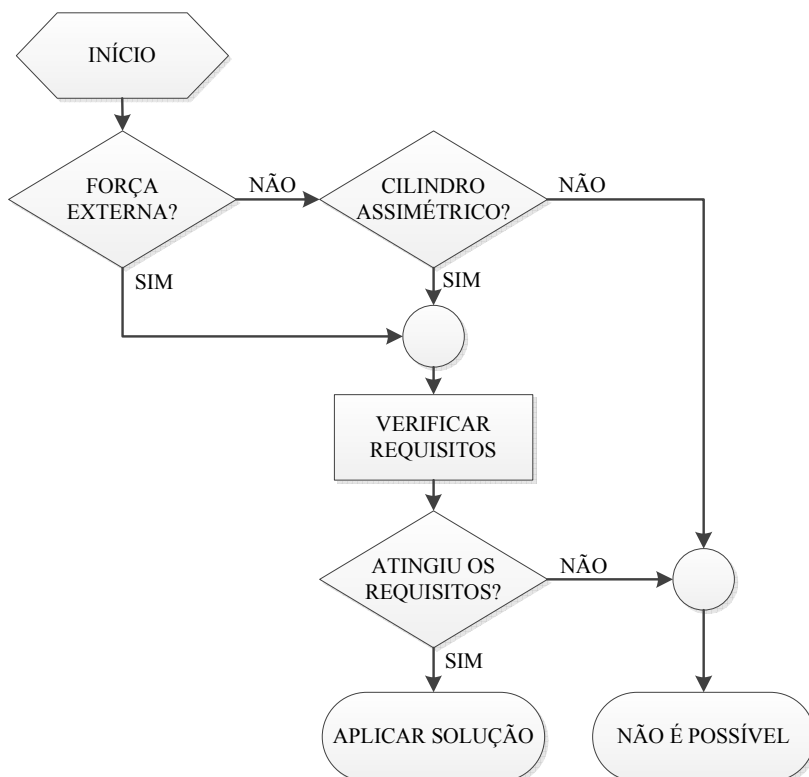 INÍCIO
FORÇA
EXTERNA?
NÃO
CILINDRO
ASSIMÉTRICO?
NÃO
SIM
SIM
VERIFICAR
REQUISITOS
ATINGIU OS
REQUISITOS?
NÃO
SIM
APLICAR SOLUÇÃO
NÃO É POSSÍVEL